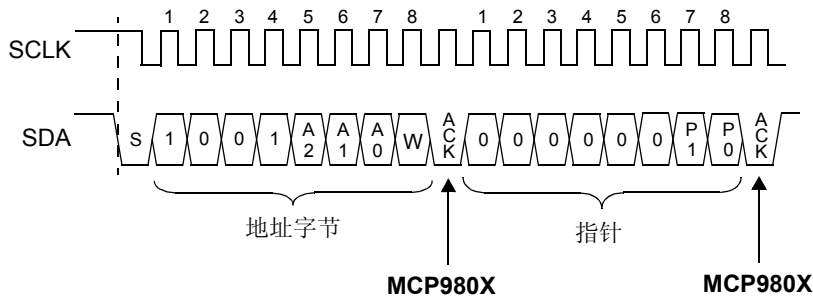 1 2 3 4 5 6 7 8 1 2 3 4 5 6 7 8
SCLK
SDA
S 1 0 0 1 A2 A1 A0 W ACK 0 0 0 0 0 0 P1 P0 ACK
地址字节 指针
MCP980X MCP980X